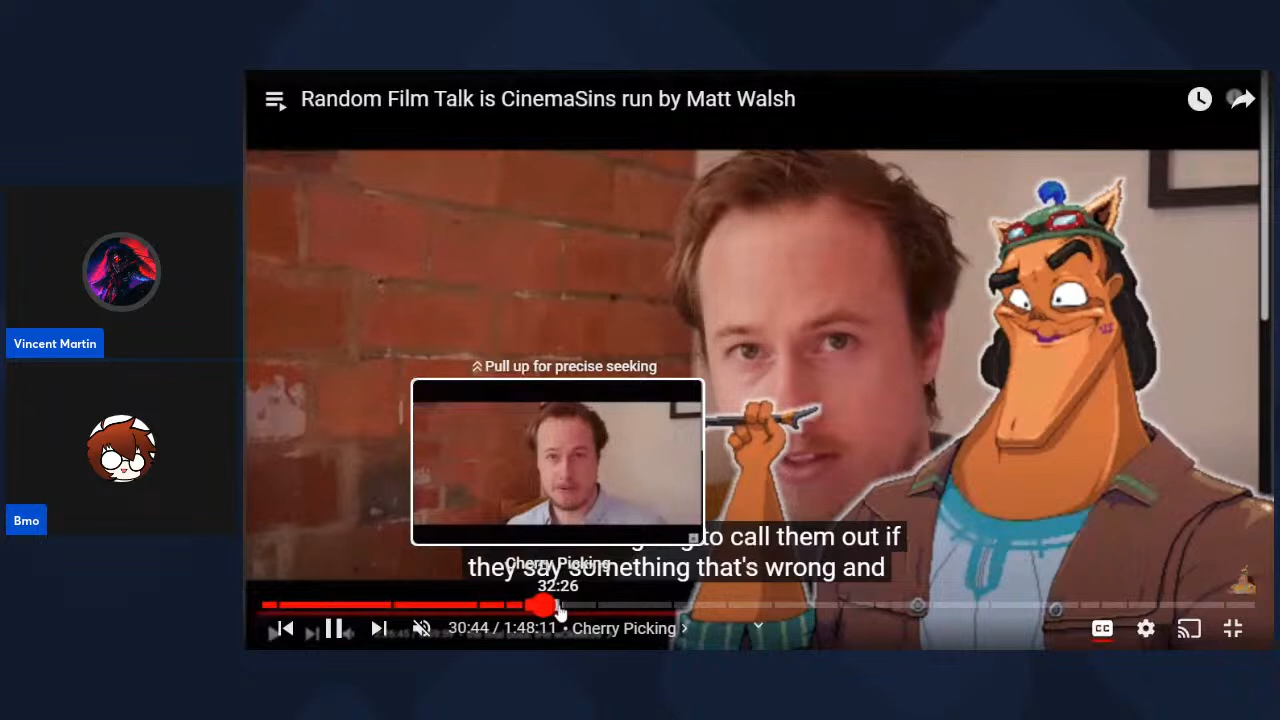 Random Film Talk is CinemaSins run by Matt Walsh
Vincent Martin
Pull up for precise seeking
Bmo
to call them out if
they say something that's wrong and
Cherry Picking
32:26
30:44 / 1:48:11 • Cherry Picking ›
CC